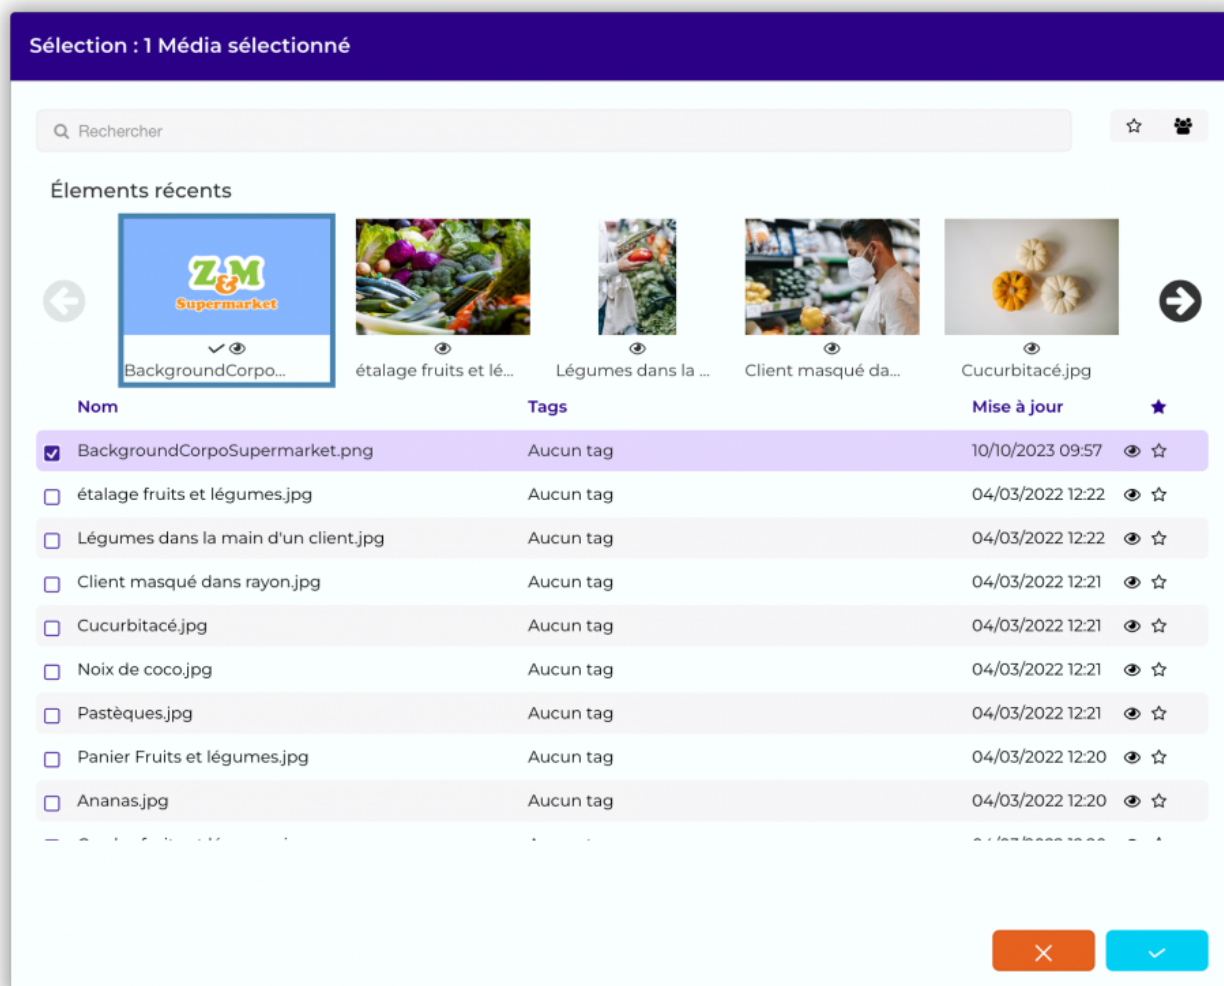 Sélection : 1 Média sélectionné
Rechercher
Élements récents
Z&M
Supermarket
BackgroundCorpo...
étalage fruits et lé...
Légumes dans la ...
Client masqué da...
Cucurbitacé.jpg
Nom Tags Mise à jour
BackgroundCorpoSupermarket.png Aucun tag 10/10/2023 09:57
étalage fruits et légumes.jpg Aucun tag 04/03/2022 12:22
Légumes dans la main d'un client.jpg Aucun tag 04/03/2022 12:22
Client masqué dans rayon.jpg Aucun tag 04/03/2022 12:21
Cucurbitacé.jpg Aucun tag 04/03/2022 12:21
Noix de coco.jpg Aucun tag 04/03/2022 12:21
Pastèques.jpg Aucun tag 04/03/2022 12:21
Panier Fruits et légumes.jpg Aucun tag 04/03/2022 12:20
Ananas.jpg Aucun tag 04/03/2022 12:20